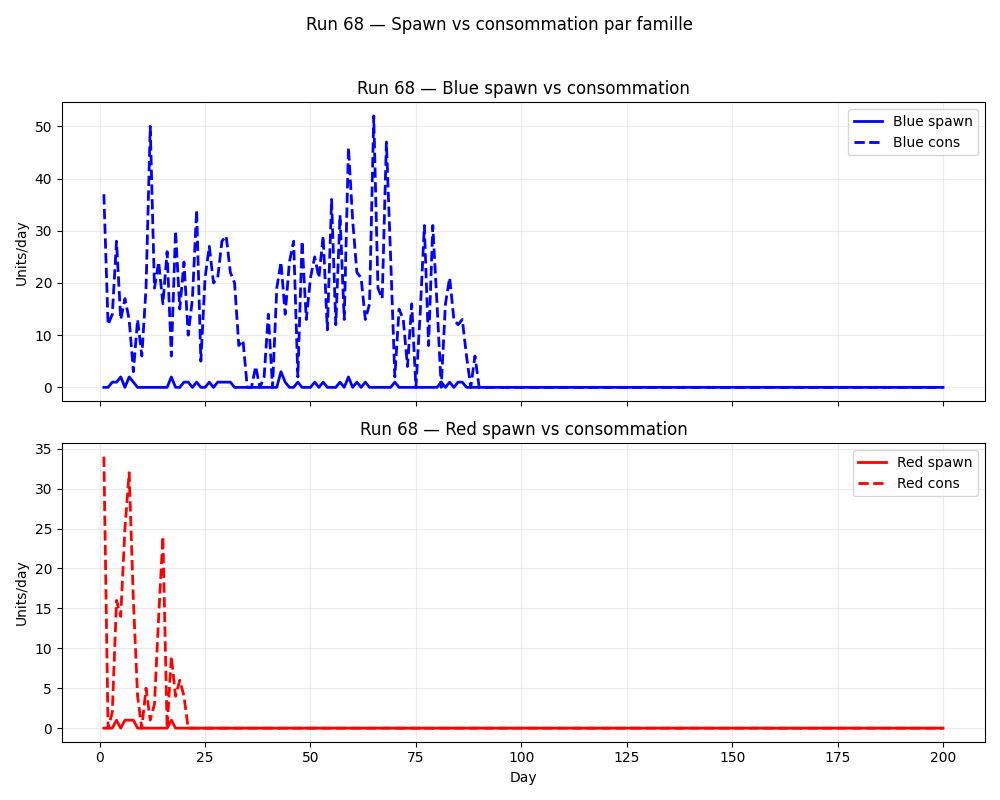 Run 68 — Spawn vs consommation par famille
Run 68 — Blue spawn vs consommation
Blue spawn
Blue cons
Units/day
50
40
30
20
10
0
Run 68 — Red spawn vs consommation
Red spawn
Red cons
Units/day
35
30
25
20
15
10
5
0
0 25 50 75 100 125 150 175 200
Day